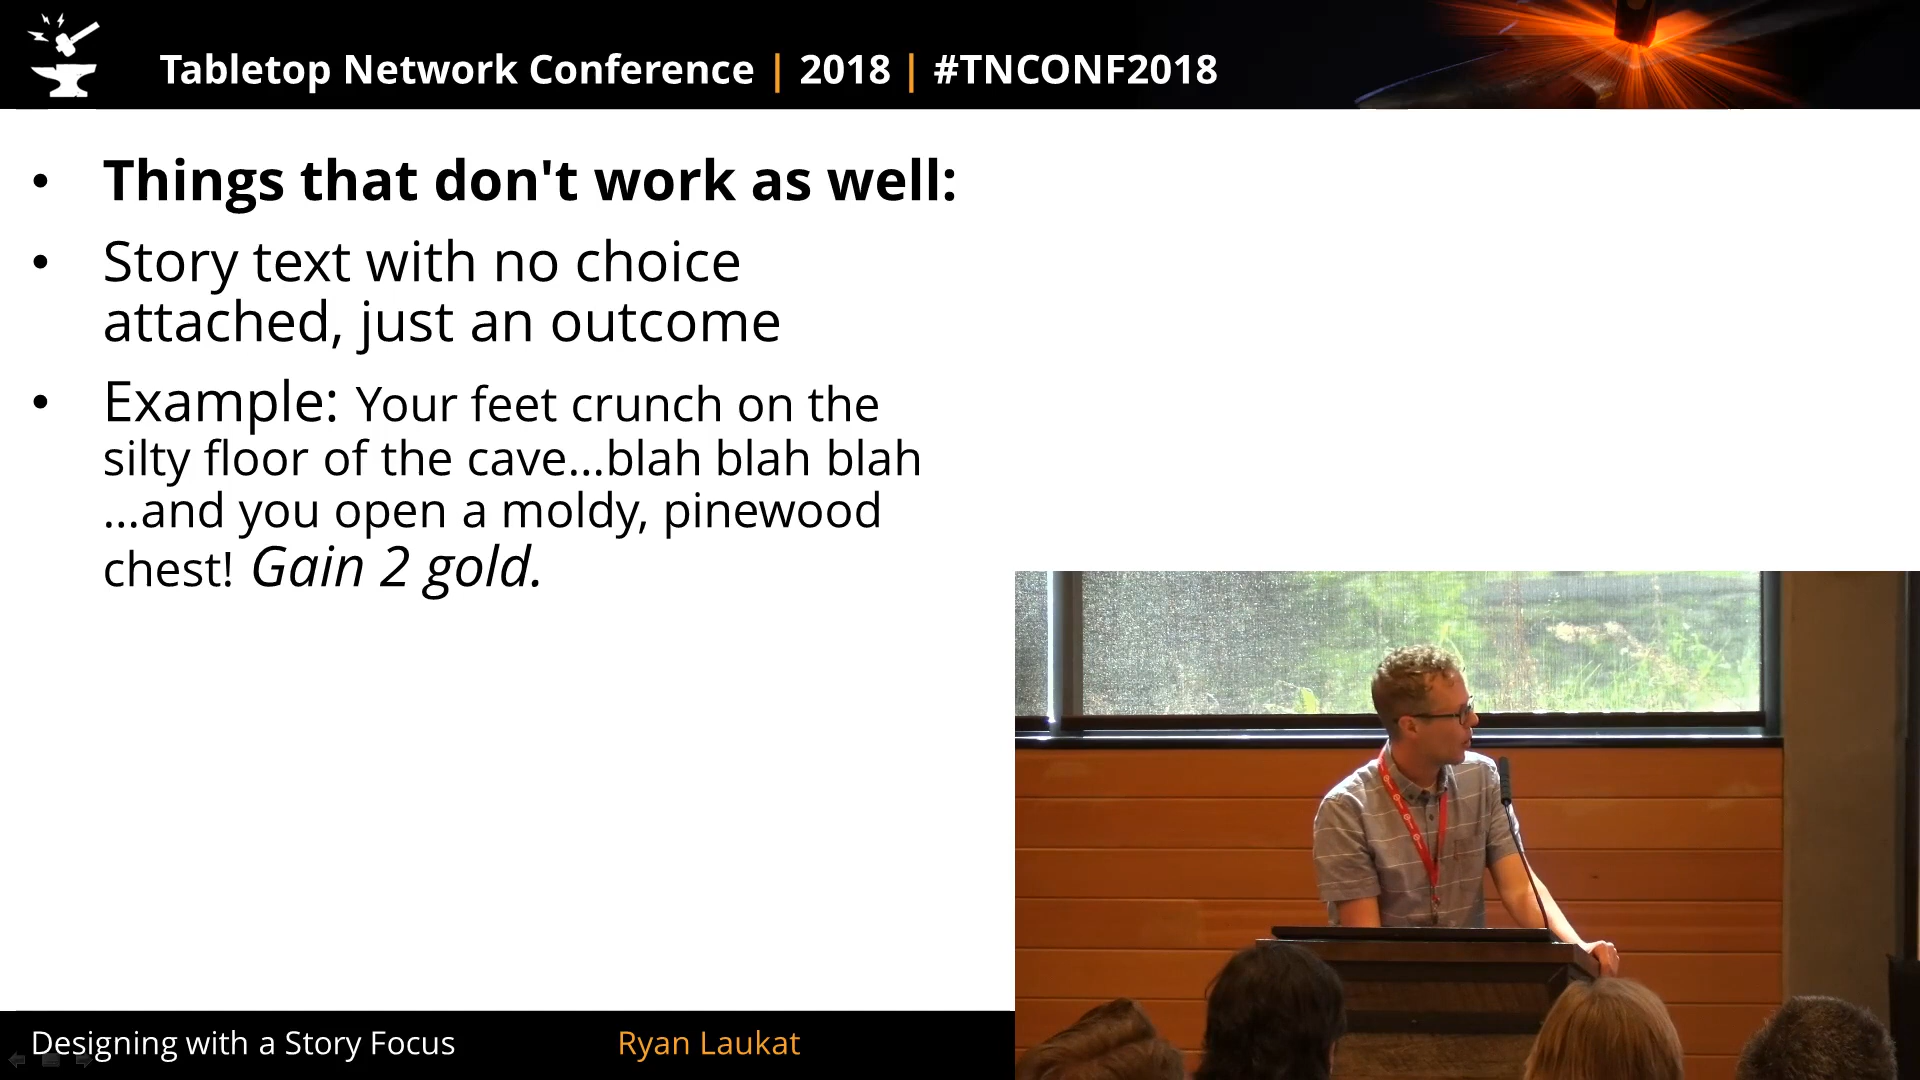 Tabletop Network Conference | 2018 | #TNCONF2018
• Things that don't work as well:
• Story text with no choice
attached, just an outcome
• Example: Your feet crunch on the
silty floor of the cave...blah blah blah
...and you open a moldy, pinewood
chest! Gain 2 gold.
Designing with a Story Focus
Ryan Laukat